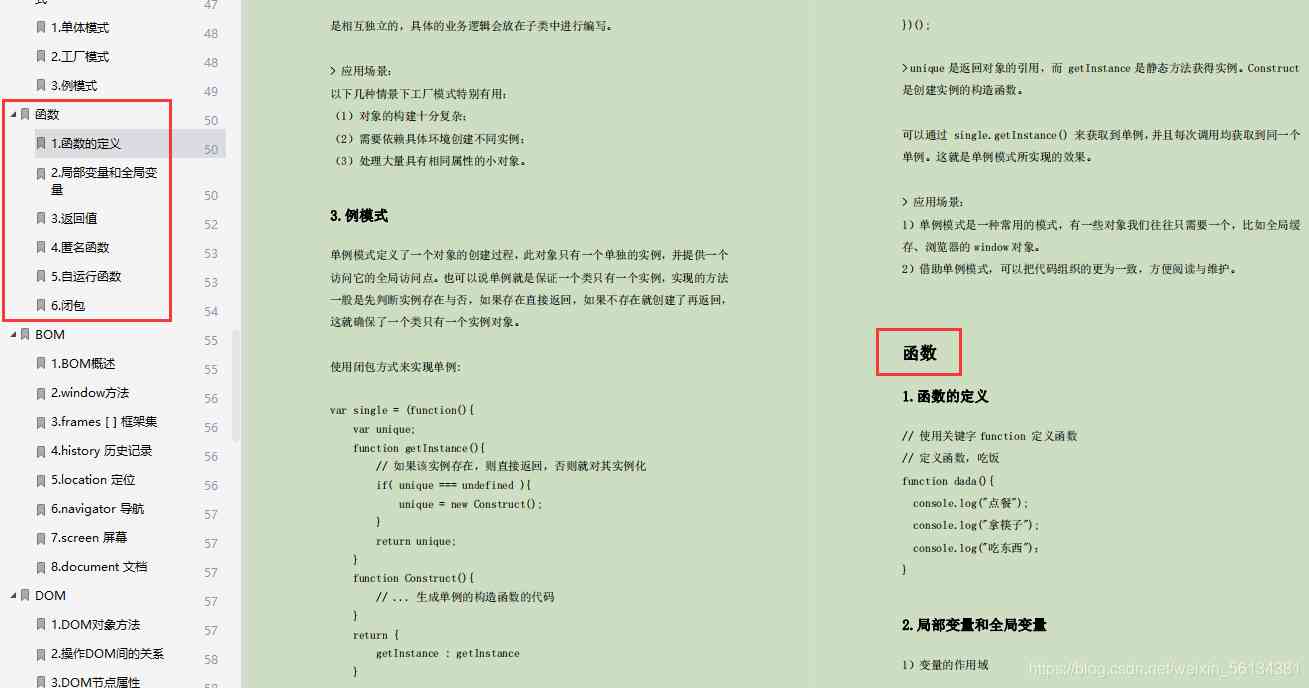 式
47
1.单体模式
48
2.工厂模式
48
3.例模式
49
函数
50
1.函数的定义
50
2.局部变量和全局变
量
50
3.返回值
52
4.匿名函数
53
5.自运行函数
53
6.闭包
54
BOM
55
1.BOM概述
55
2.window方法
56
3.frames [ ] 框架集
56
4.history 历史记录
56
5.location 定位
56
6.navigator 导航
57
7.screen 屏幕
57
8.document 文档
57
DOM
57
1.DOM对象方法
57
2.操作DOM间的关系
58
3.DOM节点属性
58
是相互独立的，具体的业务逻辑会放在子类中进行编写。
> 应用场景：
以下几种情景下工厂模式特别有用：
（1）对象的构建十分复杂；
（2）需要依赖具体环境创建不同实例；
（3）处理大量具有相同属性的小对象。
3.例模式
单例模式定义了一个对象的创建过程，此对象只有一个单独的实例，并提供一个
访问它的全局访问点。也可以说单例就是保证一个类只有一个实例，实现的方法
一般是先判断实例存在与否，如果存在直接返回，如果不存在就创建了再返回，
这就确保了一个类只有一个实例对象。
使用闭包方式来实现单例:
var single = (function(){
var unique;
function getInstance(){
// 如果该实例存在，则直接返回，否则就对其实例化
if( unique === undefined ){
unique = new Construct();
}
return unique;
}
function Construct(){
// ... 生成单例的构造函数的代码
}
return {
getInstance : getInstance
}
})();
>unique 是返回对象的引用，而 getInstance 是静态方法获得实例。Construct
是创建实例的构造函数。
可以通过 single.getInstance() 来获取到单例，并且每次调用均获取到同一个
单例。这就是单例模式所实现的效果。
> 应用场景：
1）单例模式是一种常用的模式，有一些对象我们往往只需要一个，比如全局缓
存、浏览器的 window 对象。
2）借助单例模式，可以把代码组织的更为一致，方便阅读与维护。
函数
1.函数的定义
// 使用关键字 function 定义函数
// 定义函数，吃饭
function dada(){
console.log("点餐");
console.log("拿筷子");
console.log("吃东西");
}
2.局部变量和全局变量
1）变量的作用域
https://blog.csdn.net/weixin_56134381